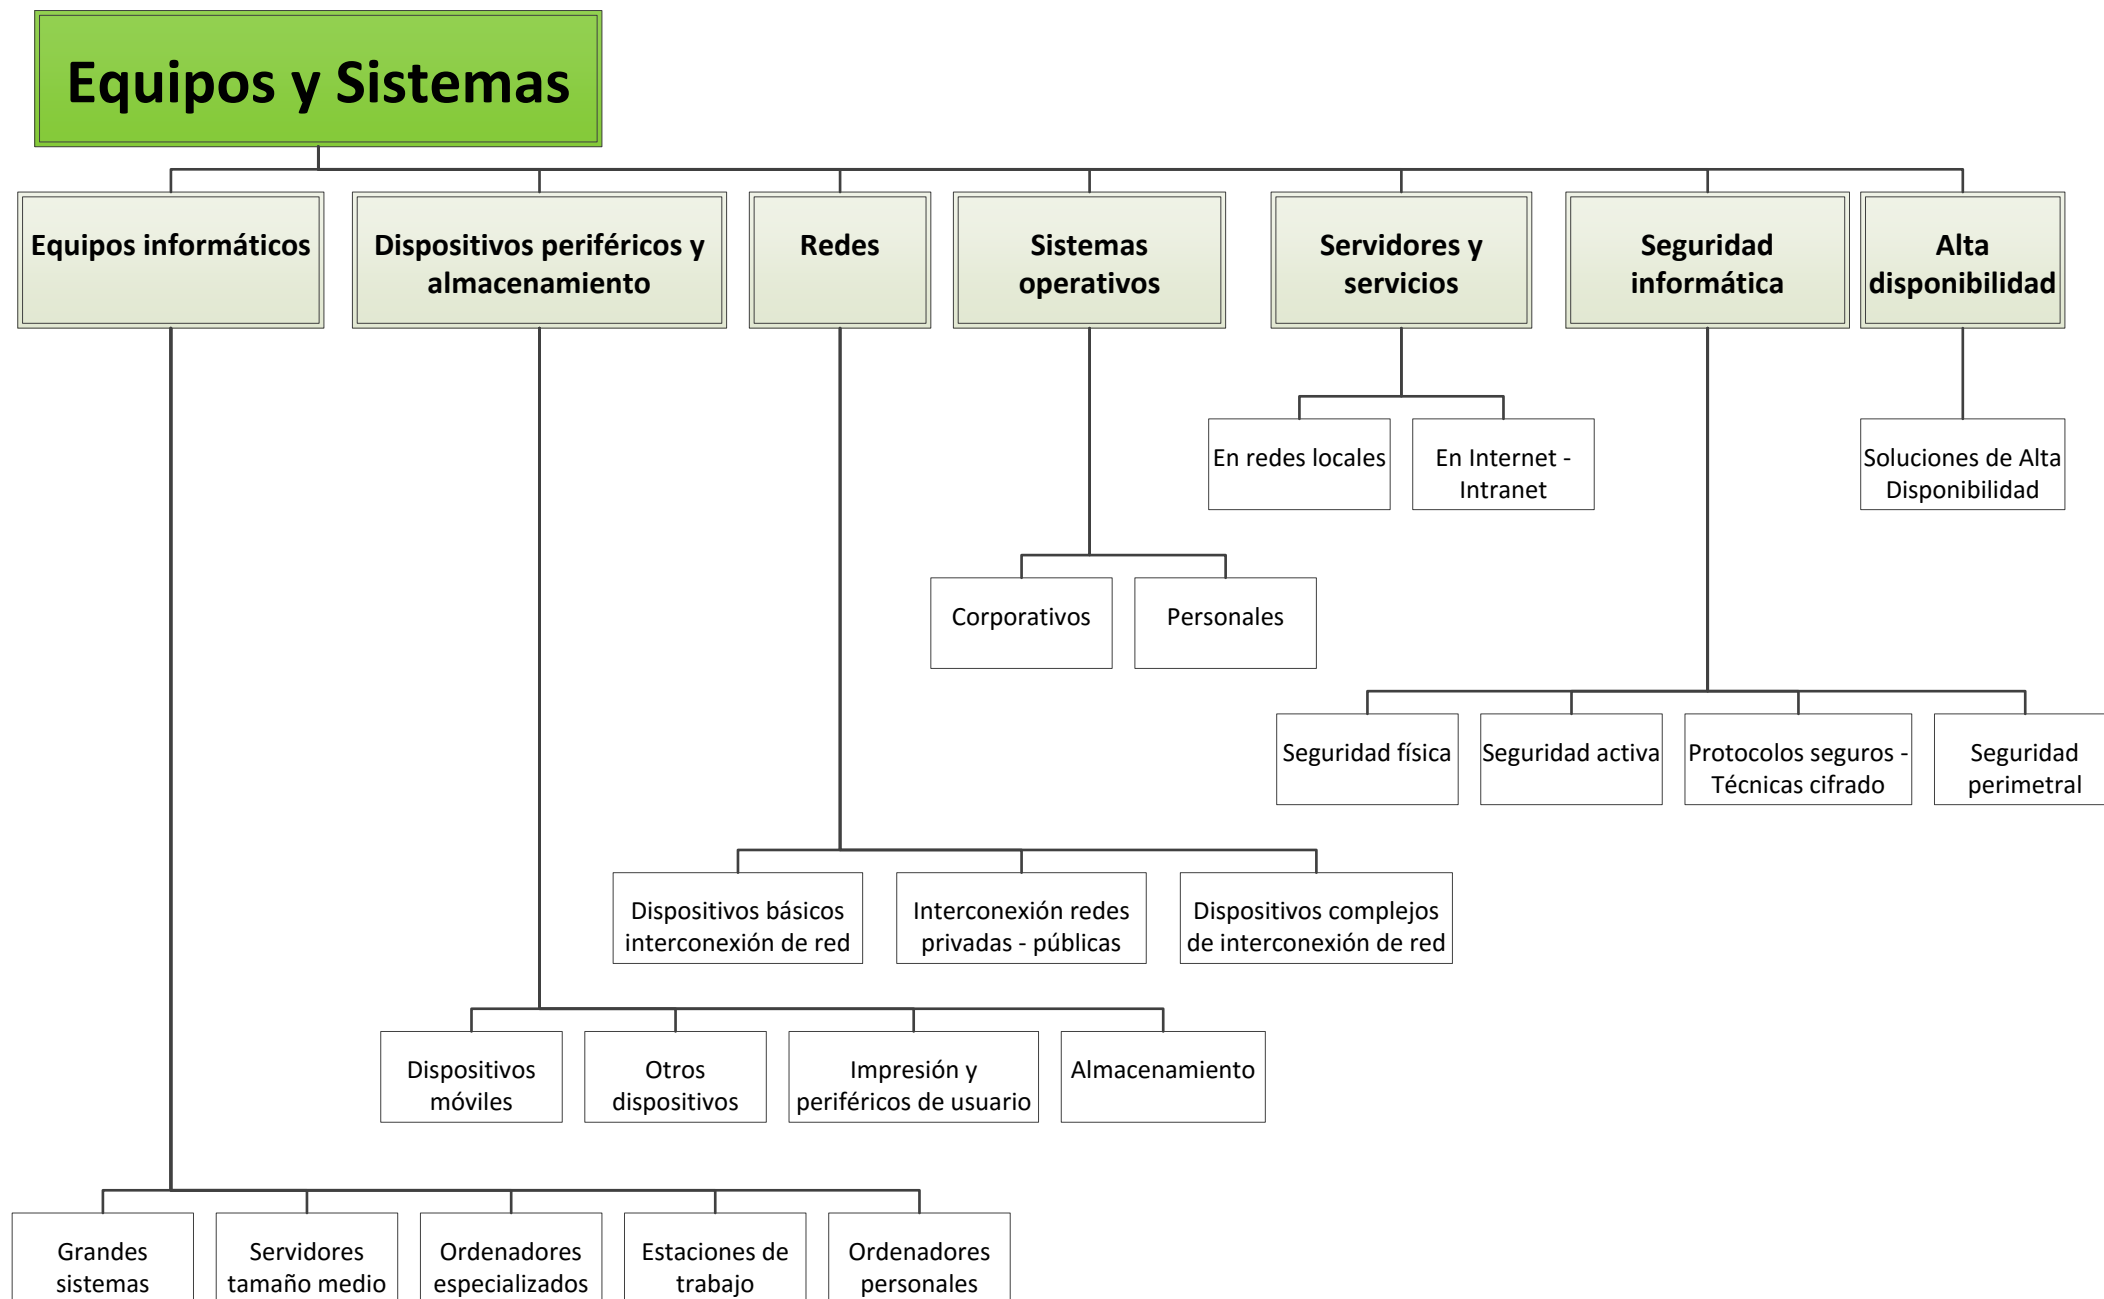 Equipos y Sistemas
Equipos informáticos
Dispositivos periféricos y
almacenamiento
Redes
Sistemas
operativos
Servidores y
servicios
Seguridad
informática
Alta
disponibilidad
En redes locales
En Internet -
Intranet
Soluciones de Alta
Disponibilidad
Corporativos
Personales
Seguridad física
Seguridad activa
Protocolos seguros -
Técnicas cifrado
Seguridad
perimetral
Dispositivos básicos
interconexión de red
Interconexión redes
privadas - públicas
Dispositivos complejos
de interconexión de red
Dispositivos
móviles
Otros
dispositivos
Impresión y
periféricos de usuario
Almacenamiento
Grandes
sistemas
Servidores
tamaño medio
Ordenadores
especializados
Estaciones de
trabajo
Ordenadores
personales